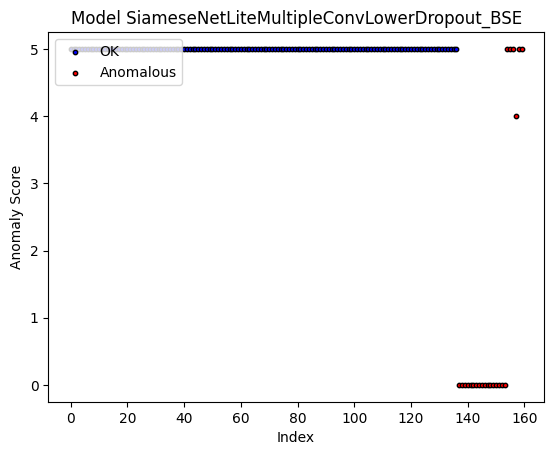 Model SiameseNetLiteMultipleConvLowerDropout_BSE
OK
Anomalous
Anomaly Score
5
4
3
2
1
0
0 20 40 60 80 100 120 140 160
Index